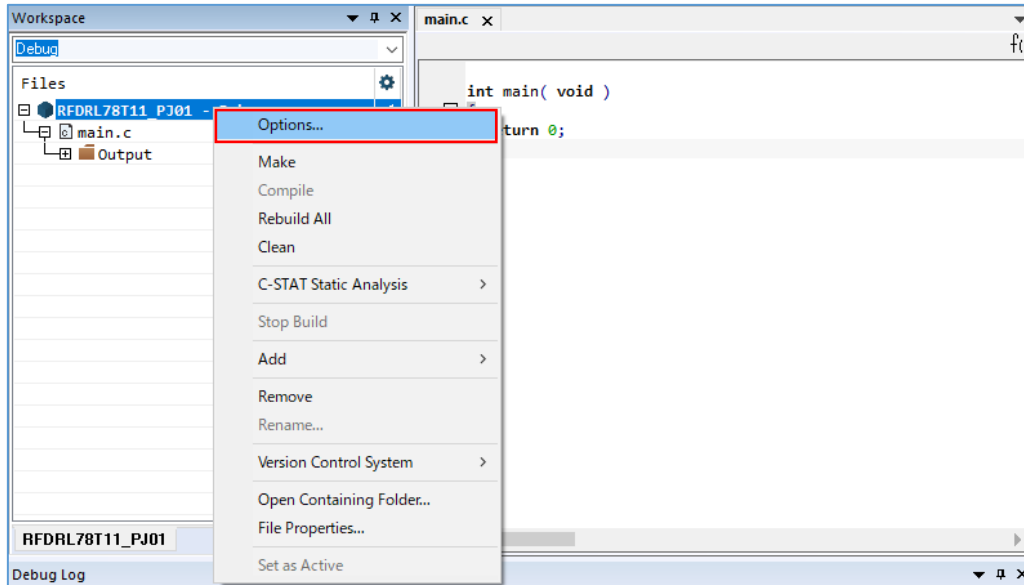 Workspace
main.c
Debug
Files
RFDRL78T11_PJ01 -
main.c
Output
int main( void )
turn 0;
Options...
Make
Compile
Rebuild All
Clean
C-STAT Static Analysis
Stop Build
Add
Remove
Rename...
Version Control System
Open Containing Folder...
File Properties...
Set as Active
RFDRL78T11_PJ01
Debug Log